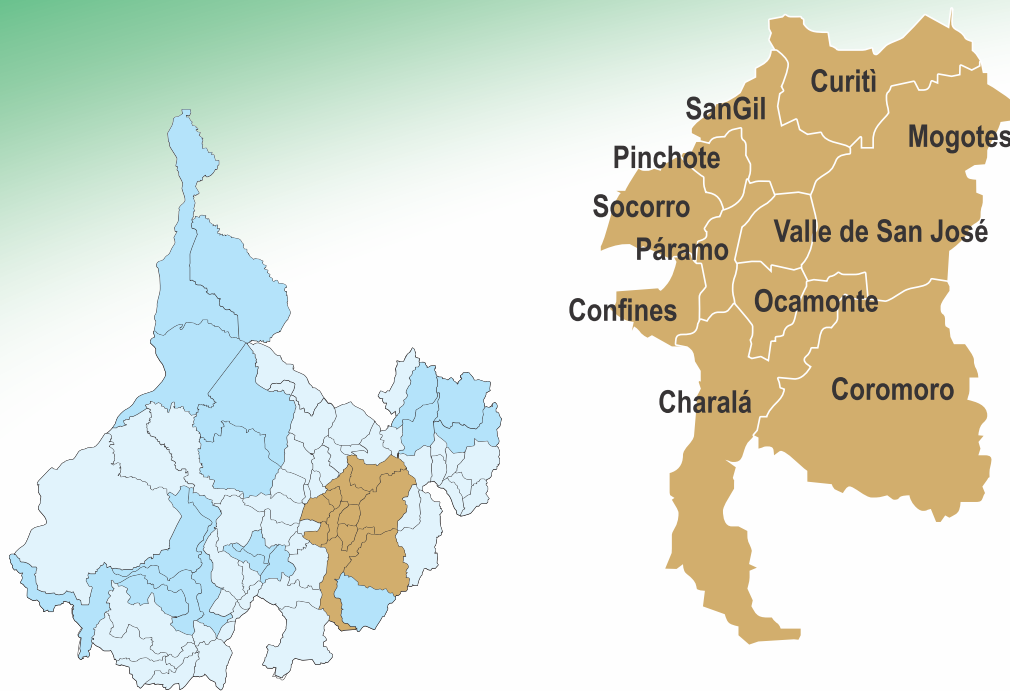 Curitì
SanGil
Mogotes
Pinchote
Socorro
Valle de San José
Páramo
Ocamonte
Confines
Coromoro
Charalá